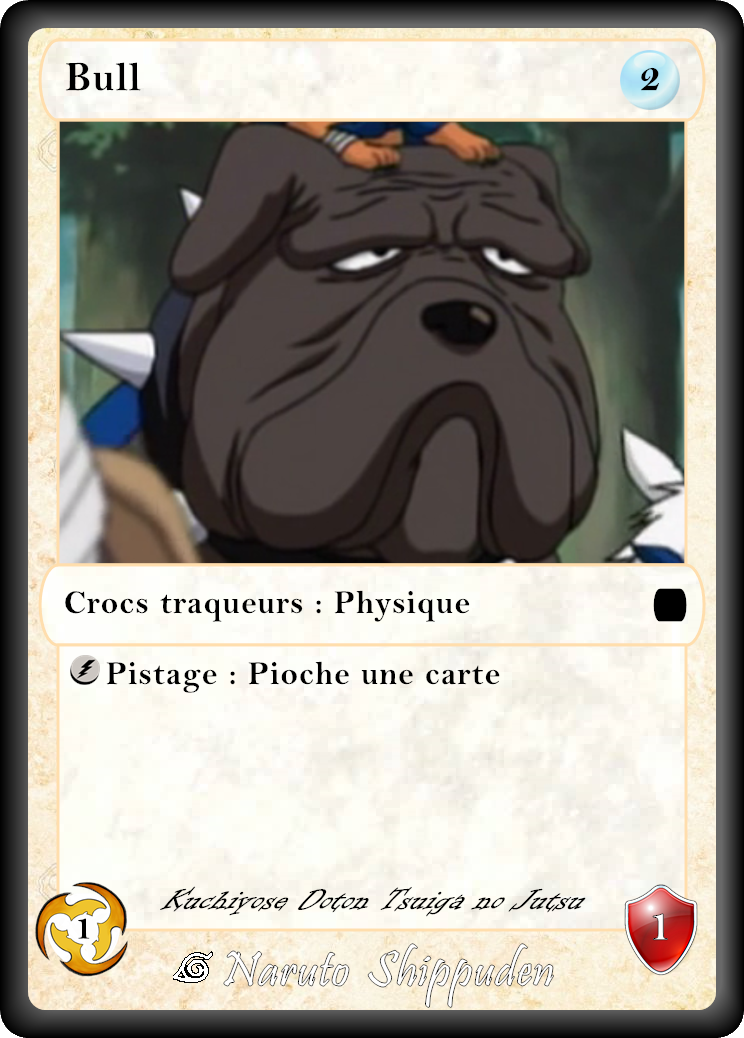 Bull
2
Crocs traqueurs : Physique
Pistage : Pioche une carte
Kuchiyose Doton Tsuiga no Jutsu
1
1
Naruto Shippuden